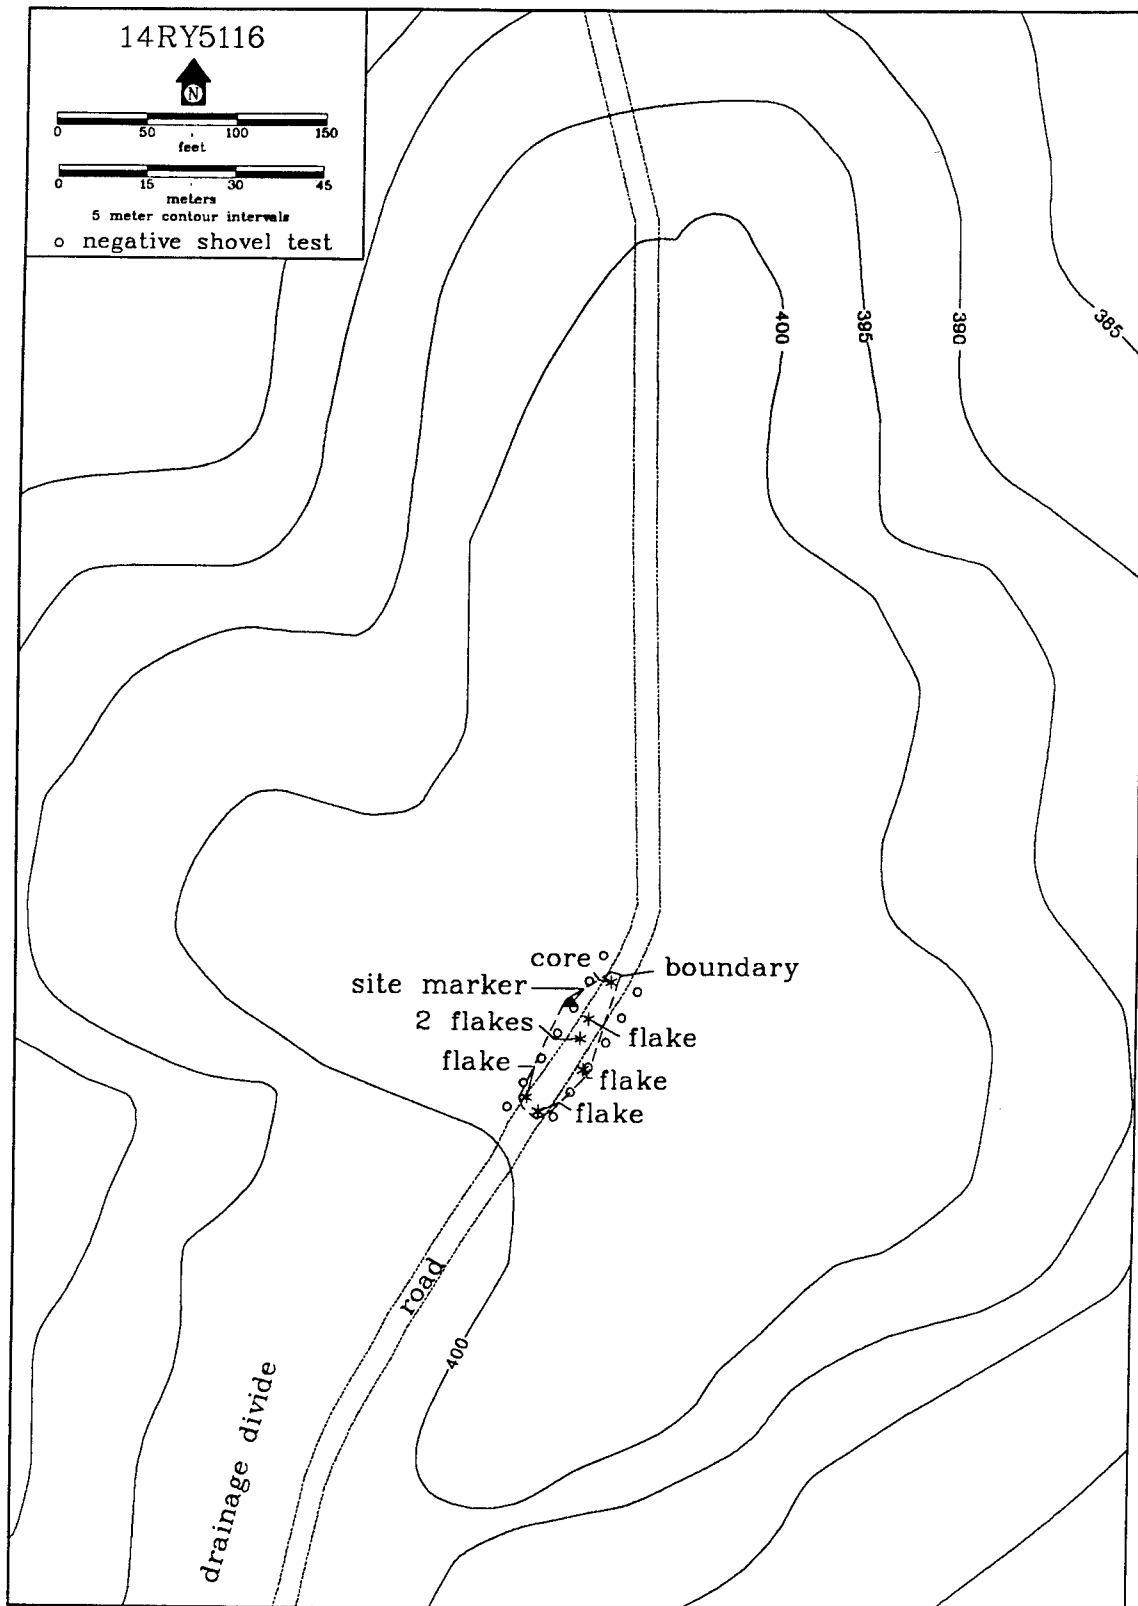 14RY5116
N
0 50 100 150
feet
0 15 30 45
meters
5 meter contour intervals
o negative shovel test
400
395
390
385
core
boundary
site marker
2 flakes
flake
flake
flake
flake
road
400
drainage divide